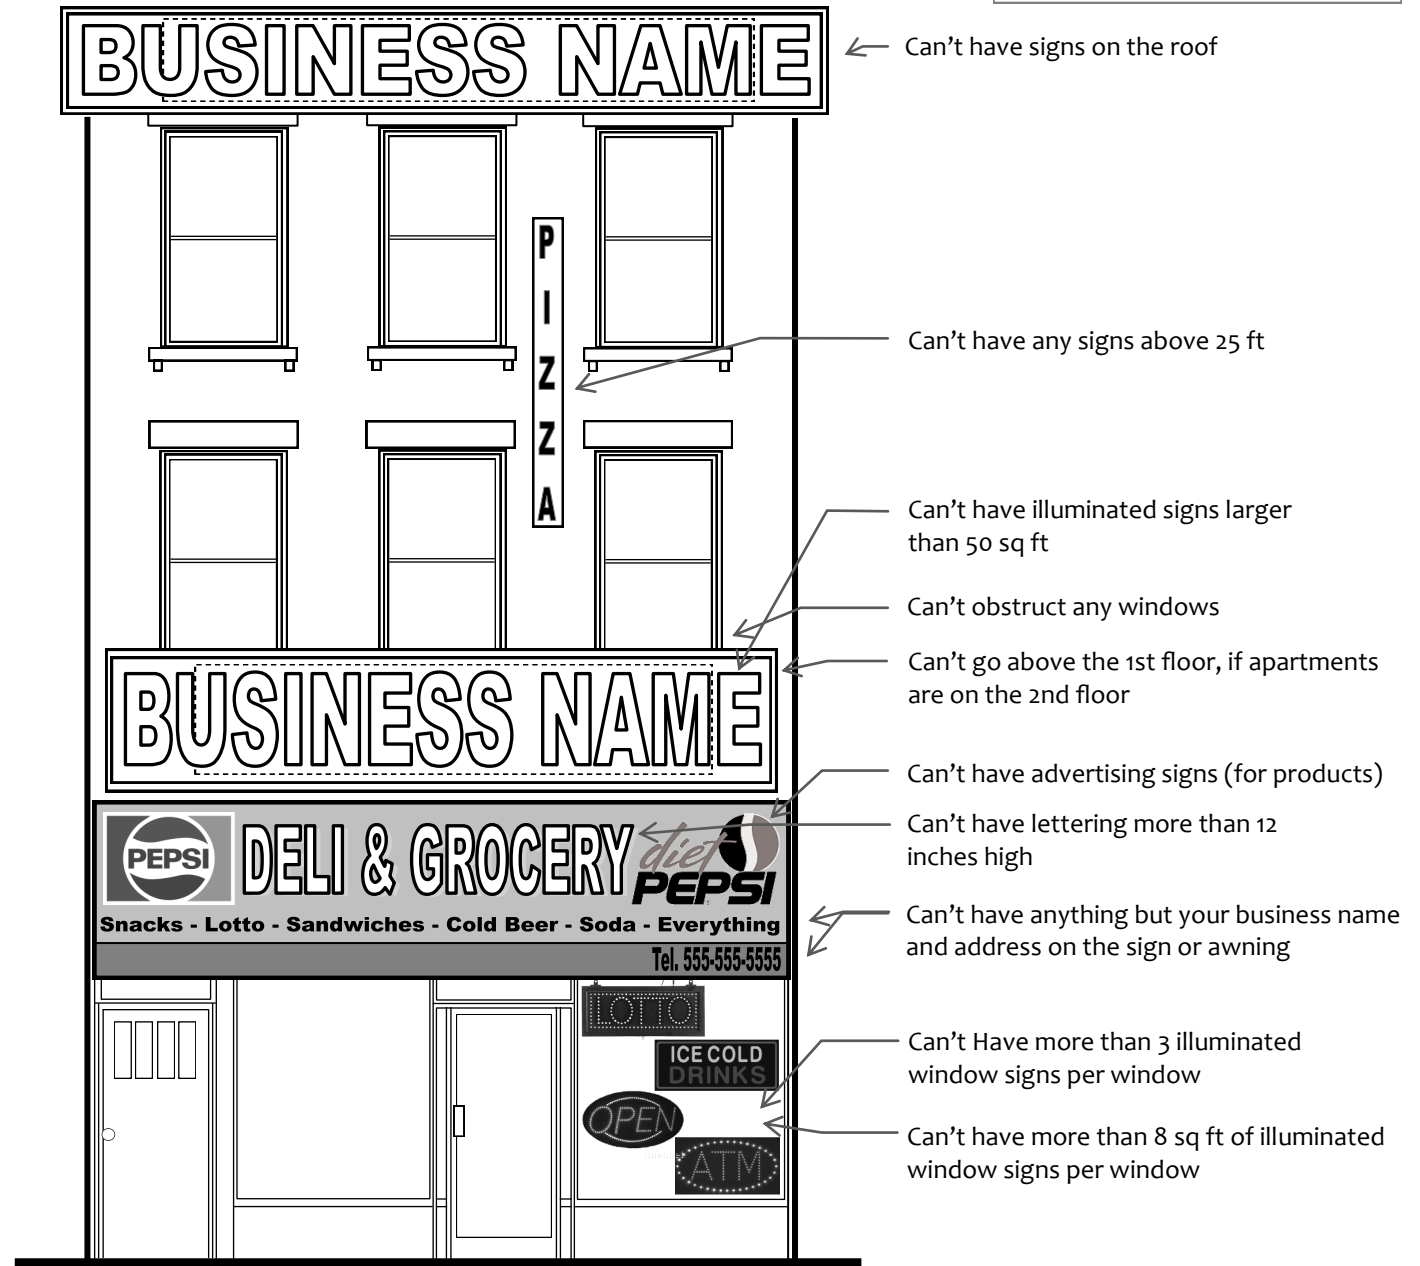 BUSINESS NAME
Can’t have signs on the roof
P
I
Z
Z
A
Can’t have any signs above 25 ft
Can’t have illuminated signs larger
than 50 sq ft
Can’t obstruct any windows
Can’t go above the 1st floor, if apartments
are on the 2nd floor
BUSINESS NAME
Can’t have advertising signs (for products)
PEPSI
DELI & GROCERY
diet
PEPSI
Can’t have lettering more than 12
inches high
Snacks - Lotto - Sandwiches - Cold Beer - Soda - Everything
Tel. 555-555-5555
Can’t have anything but your business name
and address on the sign or awning
LOTTO
ICE COLD
DRINKS
OPEN
ATM
Can’t Have more than 3 illuminated
window signs per window
Can’t have more than 8 sq ft of illuminated
window signs per window